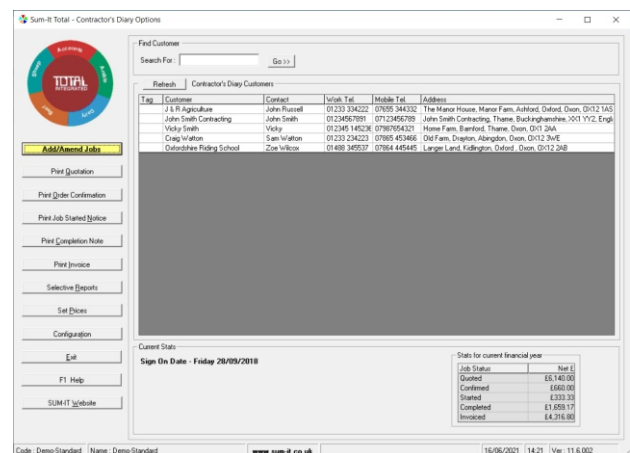 Sum-It Total - Contractor's Diary Options
Accounts
TOTAL
INTEGRATED
Find Customer
Search For :
Go >>
Refresh
Contractor's Diary Customers
Tag Customer Contact Work Tel. Mobile Tel. Address
J & R Agriculture John Russell 01233 334222 07655 344332 The Manor House, Manor Farm, Ashford, Oxford, Oxon, OX12 1AS
John Smith Contracting John Smith 01234567891 07123456789 John Smith Contracting, Thame, Buckinghamshire, XX1 YY2, Engl
Vicky Smith Vicky 012345 145236 07987654321 Home Farm, Bamford, Thame, Oxon, OX1 2AA
Craig Watton Sam Watton 01233 234223 07865 453466 Old Farm, Drayton, Abingdon, Oxon, OX12 3WE
Oxfordshire Riding School Zoe Wilcox 01488 345537 07864 445445 Langer Land, Kidlington, Oxford , Oxon, OX12 2AB
Add/Amend Jobs
Print Quotation
Print Order Confirmation
Print Job Started Notice
Print Completion Note
Print Invoice
Selective Reports
Set Prices
Configuration
Exit
F1 Help
SUM-IT Website
Current Stats
Sign On Date - Friday 28/09/2018
Stats for current financial year
Job Status Net £
Quoted £6,140.00
Confirmed £660.00
Started £333.33
Completed £1,659.17
Invoiced £4,316.80
Code : Demo-Standard Name : Demo-Standard www.sum-it.co.uk 16/06/2021 14:21 Ver : 11.6.002